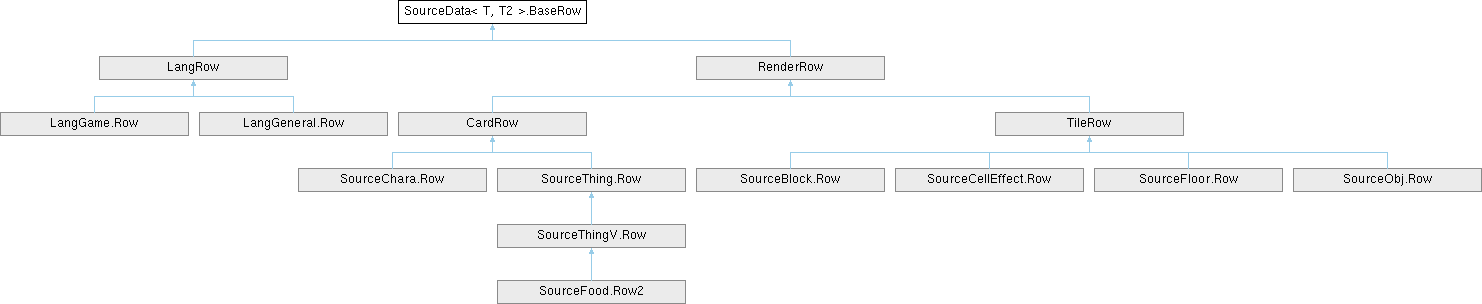 SourceData< T, T2 >.BaseRow
LangRow
RenderRow
LangGame.Row
LangGeneral.Row
CardRow
TileRow
SourceChara.Row
SourceThing.Row
SourceBlock.Row
SourceCellEffect.Row
SourceFloor.Row
SourceObj.Row
SourceThingV.Row
SourceFood.Row2